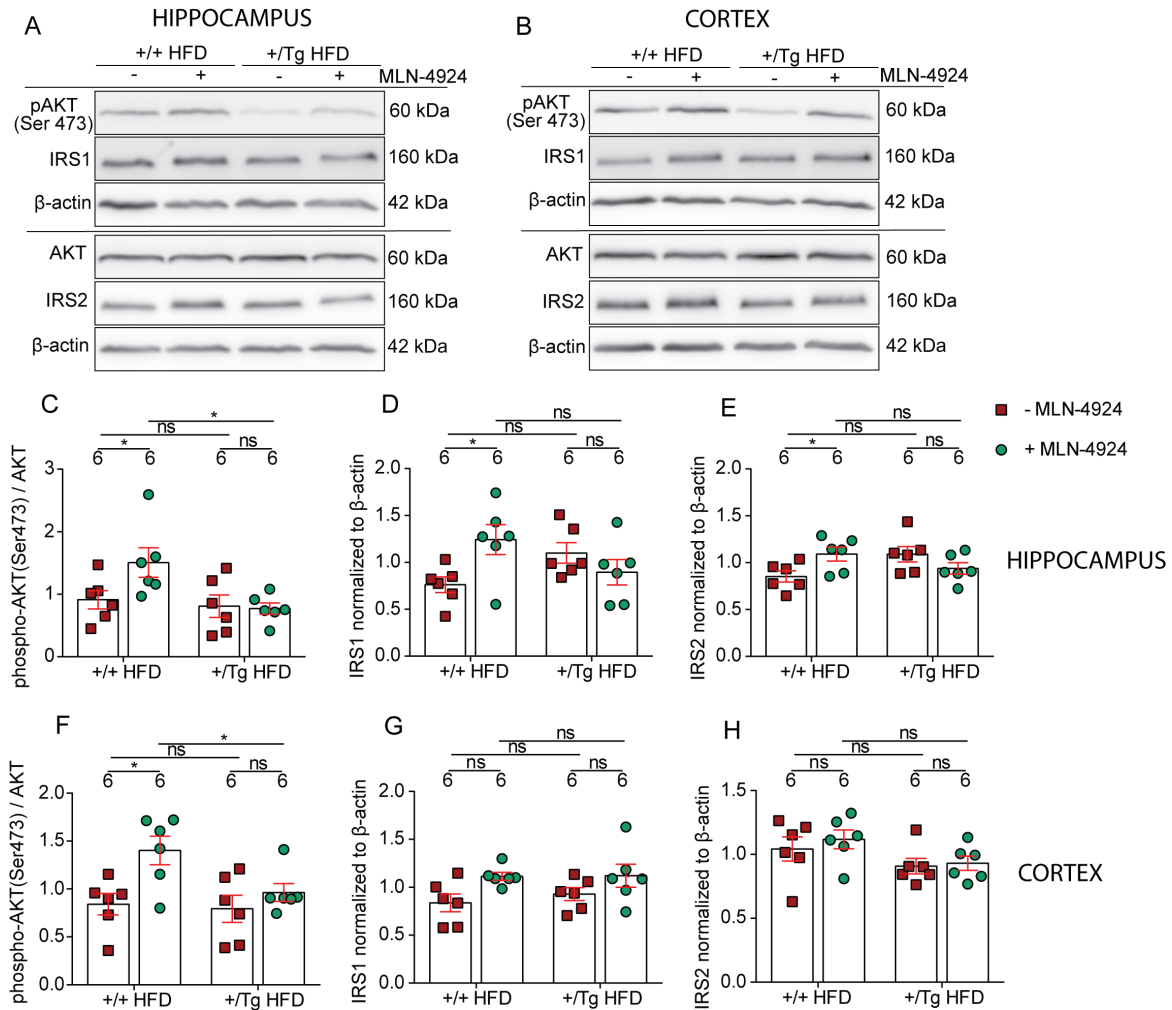 HIPPOCAMPUS
CORTEX
A
+/+ HFD
+/Tg HFD
-
+
-
+
MLN-4924
pAKT
(Ser 473)
60 kDa
IRS1
160 kDa
β-actin
42 kDa
AKT
60 kDa
IRS2
160 kDa
β-actin
42 kDa
B
+/+ HFD
+/Tg HFD
-
+
-
+
MLN-4924
pAKT
(Ser 473)
60 kDa
IRS1
160 kDa
β-actin
42 kDa
AKT
60 kDa
IRS2
160 kDa
β-actin
42 kDa
C
*
ns
*
ns
6
6
6
6
phospho-AKT(Ser473) / AKT
3
2
1
0
+/+ HFD
+/Tg HFD
D
ns
ns
*
ns
6
6
6
6
IRS1 normalized to β-actin
2.0
1.5
1.0
0.5
0.0
+/+ HFD
+/Tg HFD
E
ns
ns
*
ns
6
6
6
6
IRS2 normalized to β-actin
2.0
1.5
1.0
0.5
0.0
+/+ HFD
+/Tg HFD
- MLN-4924
+ MLN-4924
HIPPOCAMPUS
F
*
ns
*
ns
6
6
6
6
phospho-AKT(Ser473) / AKT
2.0
1.5
1.0
0.5
0.0
+/+ HFD
+/Tg HFD
G
ns
ns
ns
ns
6
6
6
6
IRS1 normalized to β-actin
2.0
1.5
1.0
0.5
0.0
+/+ HFD
+/Tg HFD
H
ns
ns
ns
ns
6
6
6
6
IRS2 normalized to β-actin
1.5
1.0
0.5
0.0
+/+ HFD
+/Tg HFD
CORTEX